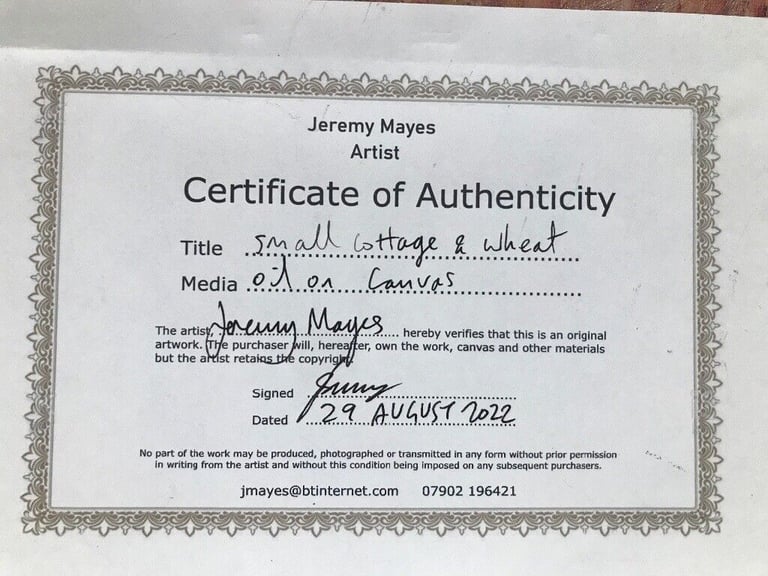 Jeremy Mayes
Artist
Certificate of Authenticity
Title small cottage & wheat
Media oil on Canvas
The artist, Jeremy Mayes hereby verifies that this is an original
artwork. (The purchaser will, hereafter, own the work, canvas and other materials
but the artist retains the copyright.
Signed Jeremy
Dated 29 AUGUST 2022
No part of the work may be produced, photographed or transmitted in any form without prior permission
in writing from the artist and without this condition being imposed on any subsequent purchasers.
jmayes@btinternet.com 07902 196421